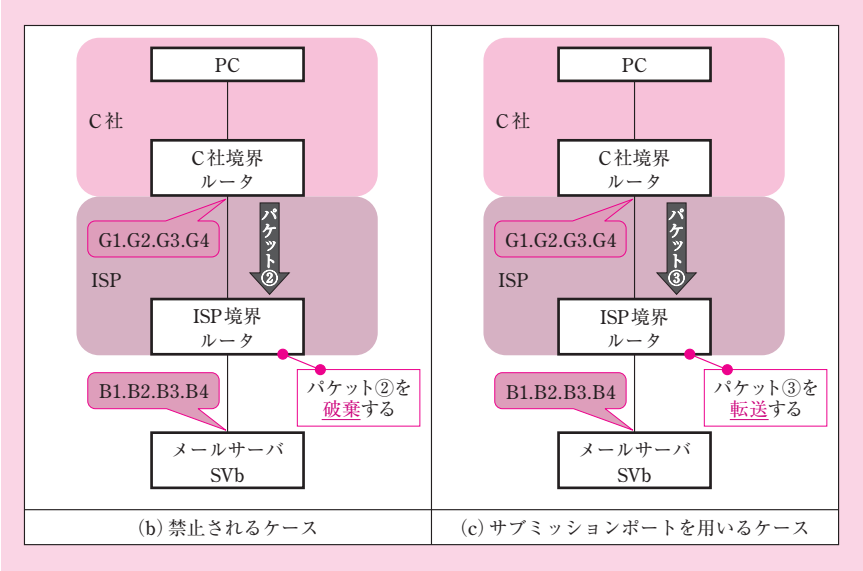 PC
C社
C社境界
ルータ
G1.G2.G3.G4
パケット②
ISP
ISP境界
ルータ
B1.B2.B3.B4
パケット②を
破棄する
メールサーバ
SVb
(b) 禁止されるケース
PC
C社
C社境界
ルータ
G1.G2.G3.G4
パケット③
ISP
ISP境界
ルータ
B1.B2.B3.B4
パケット③を
転送する
メールサーバ
SVb
(c) サブミッションポートを用いるケース